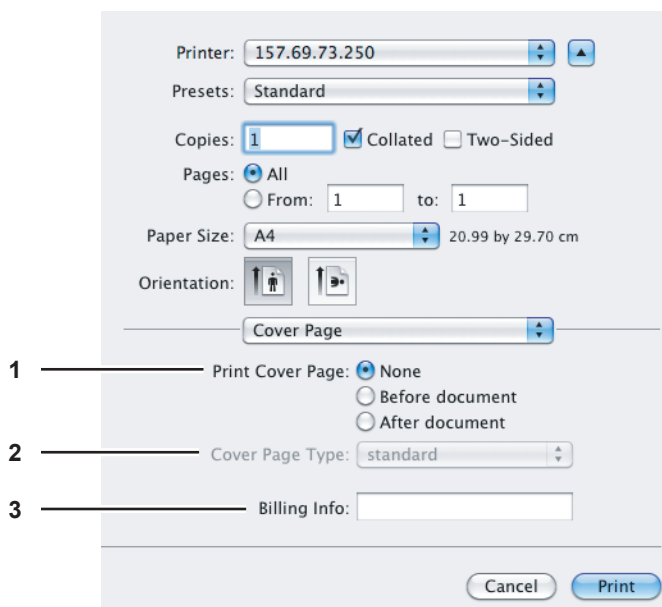 Printer: 157.69.73.250
Presets: Standard
Copies: 1 Collated Two-Sided
Pages: All
From: 1 to: 1
Paper Size: A4 20.99 by 29.70 cm
Orientation:
Cover Page
1 Print Cover Page: None
Before document
After document
2 Cover Page Type: standard
3 Billing Info:
Cancel Print